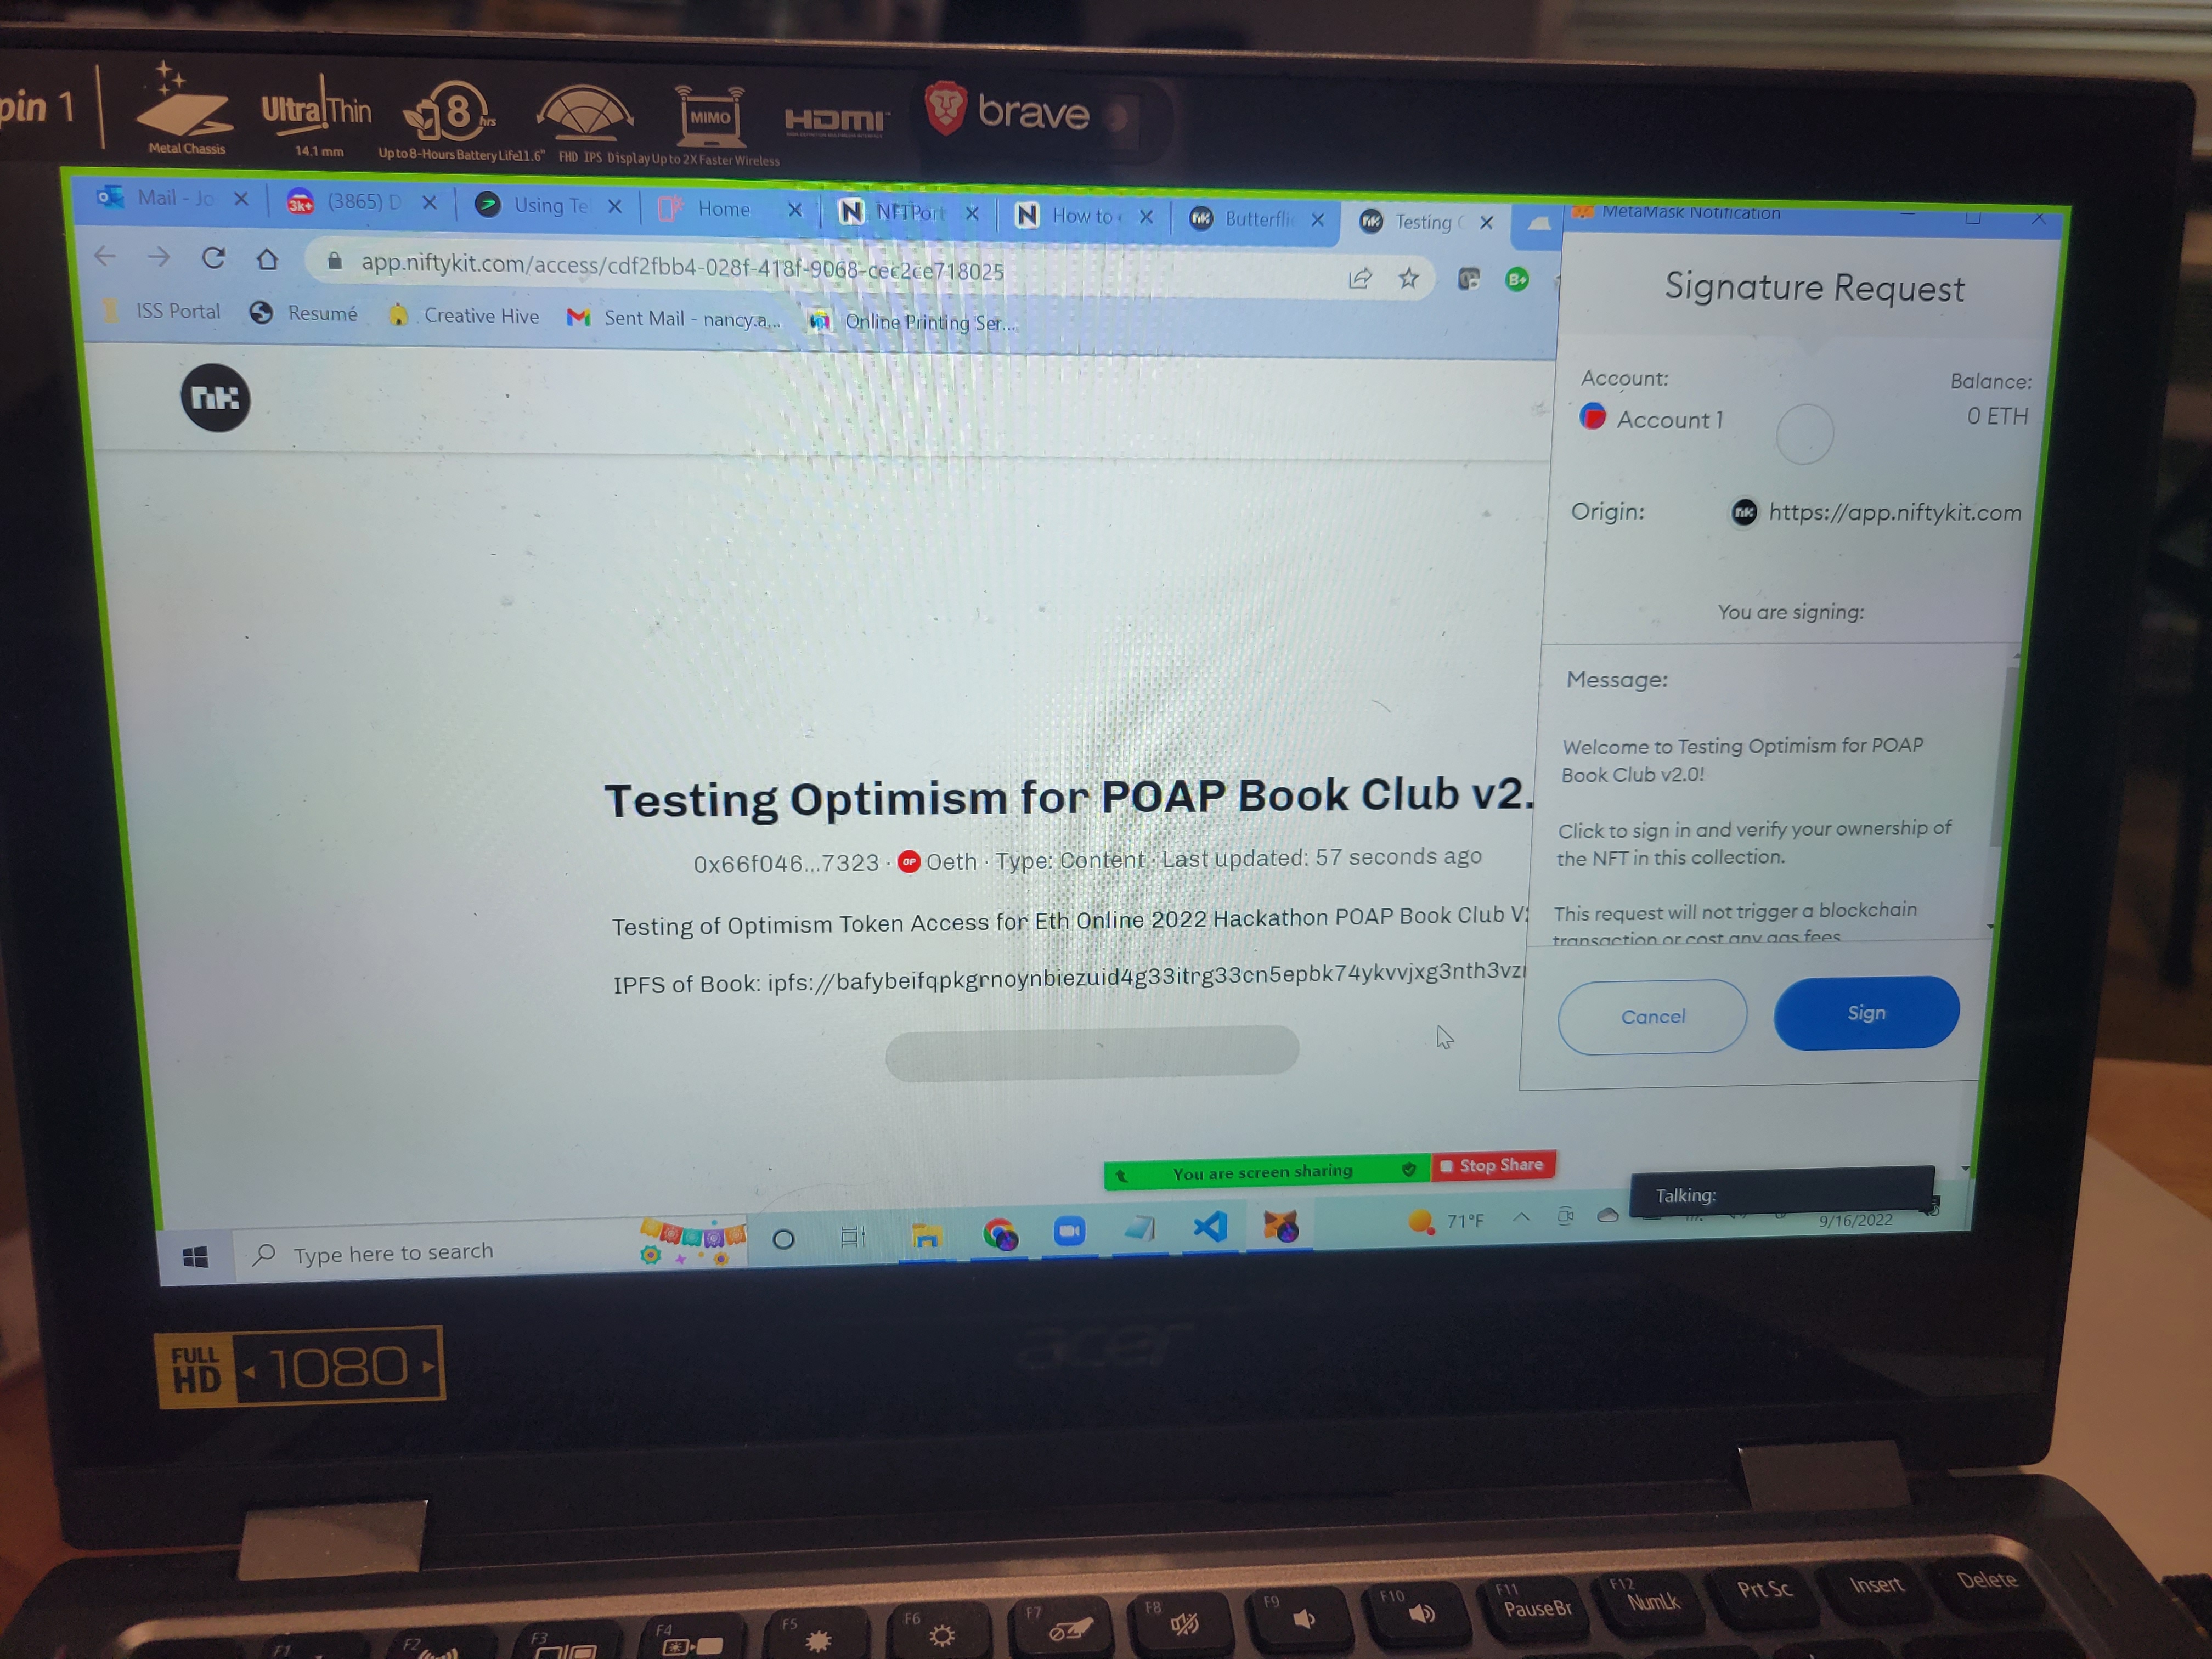 pin 1
Metal Chassis
UltraThin
14.1 mm
8 hrs
Up to 8-Hours Battery Life
11.6" FHD IPS Display
MIMO
Up to 2X Faster Wireless
HDMI
brave
Mail - Jo
3k+
(3865) D
Using Te
Home
NFTPort
How to
Butterfli
Testing
MetaMask Notification
app.niftykit.com/access/cdf2fbb4-028f-418f-9068-cec2ce718025
B+
ISS Portal
Resumé
Creative Hive
Sent Mail - nancy.a...
Online Printing Ser...
nk
Testing Optimism for POAP Book Club v2.
0x66f046...7323 · OP Oeth · Type: Content · Last updated: 57 seconds ago
Testing of Optimism Token Access for Eth Online 2022 Hackathon POAP Book Club V
IPFS of Book: ipfs://bafybeifqpkgrnoynbiezuid4g33itrg33cn5epbk74ykvvjxg3nth3vz
Signature Request
Account:
Balance:
Account 1
0 ETH
Origin:
https://app.niftykit.com
You are signing:
Message:
Welcome to Testing Optimism for POAP
Book Club v2.0!
Click to sign in and verify your ownership of
the NFT in this collection.
This request will not trigger a blockchain
transaction or cost any gas fees
Cancel
Sign
You are screen sharing
Stop Share
Talking:
Type here to search
71°F
9/16/2022
FULL HD
1080
acer
F1
F2
F3
F4
F5
F6
F7
F8
F9
F10
F11
PauseBr
F12
NumLk
Prt Sc
Insert
Delete